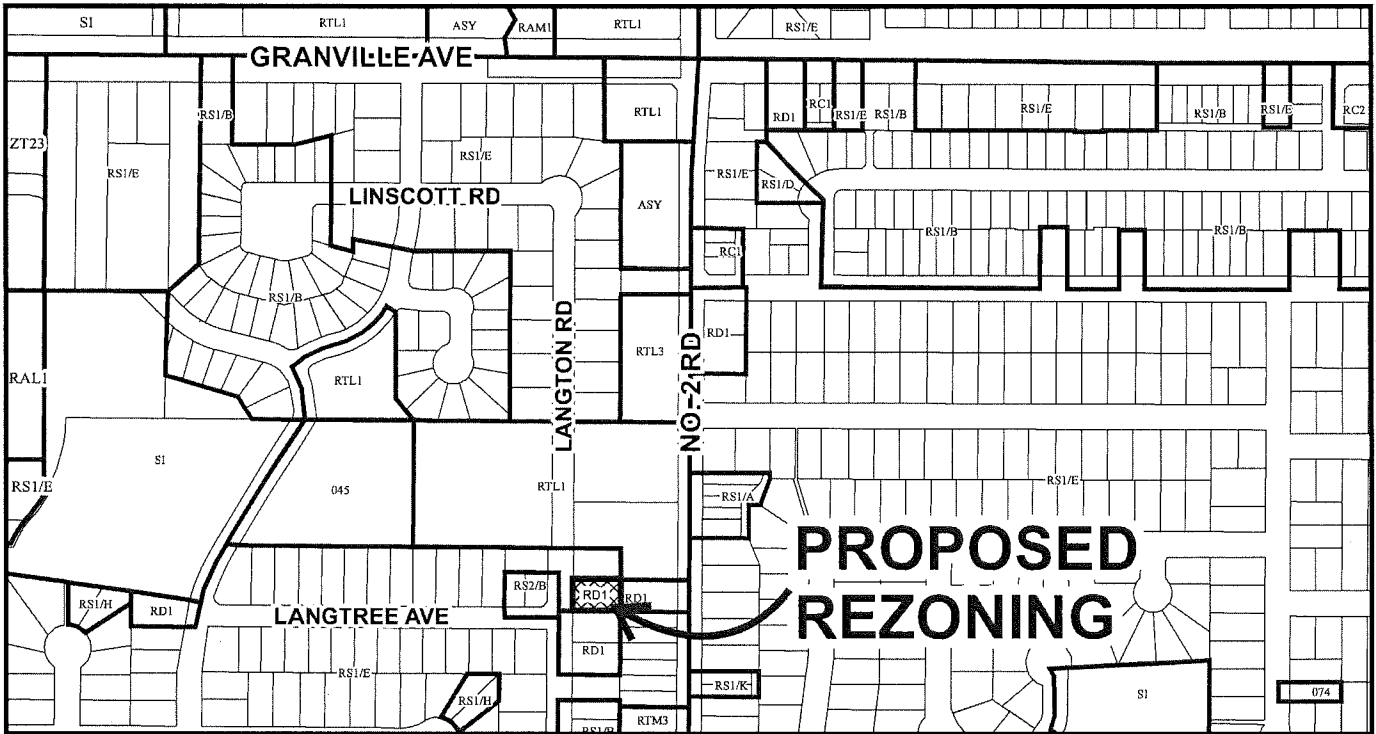 SI RTL1 ASY RAM1 RTL1 RS1/E
GRANVILLE AVE
RS1/B RTL1 RD1 RC1 RS1/E RS1/B RS1/E RS1/B RS1/E RC2
ZT23
RS1/E RS1/E
RS1/E RS1/D
LINSCOTT RD
ASY
RS1/B RS1/B
RC1
RS1/B
LANGTON RD
NO. 2 RD
RD1
RTL3
RAL1 RTL1
SI
RS1/E 045 RTL1 RS1/E
RS1/A
PROPOSED
REZONING
RS2/B RD1 RD1
RS1/H RD1
LANGTREE AVE
RD1
RS1/E
RS1/K SI 074
RS1/H
RTM3
RS1/B